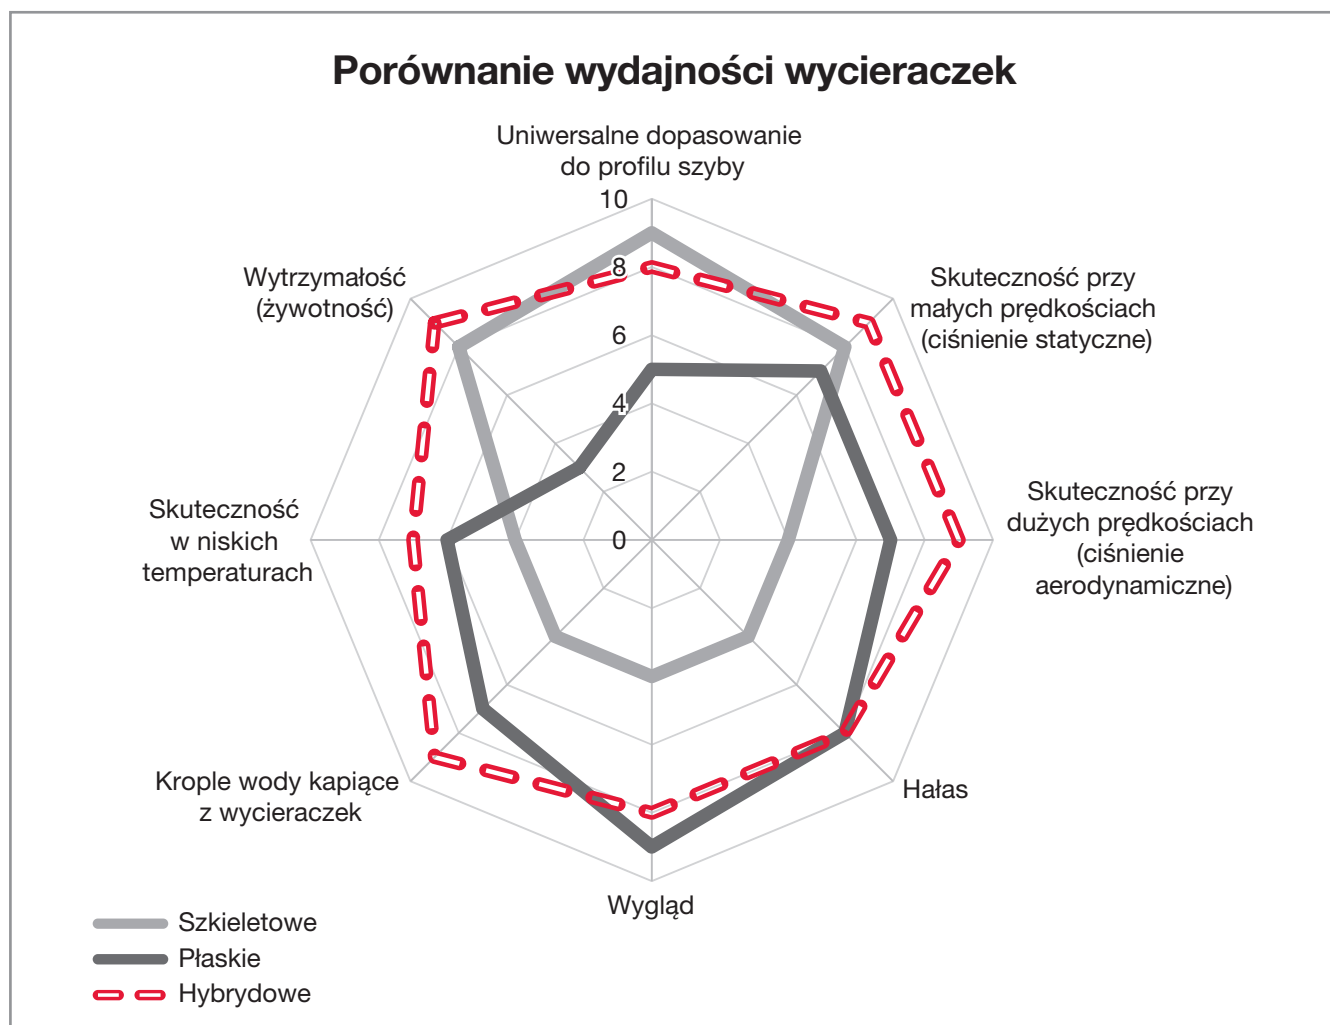 Porównanie wydajności wycieraczek
Uniwersalne dopasowanie
do profilu szyby
10
8
6
4
2
0
Skuteczność przy
małych prędkościach
(ciśnienie statyczne)
Skuteczność przy
dużych prędkościach
(ciśnienie
aerodynamiczne)
Hałas
Wygląd
Krople wody kapiące
z wycieraczek
Skuteczność
w niskich
temperaturach
Wytrzymałość
(żywotność)
Szkieletowe
Płaskie
Hybrydowe